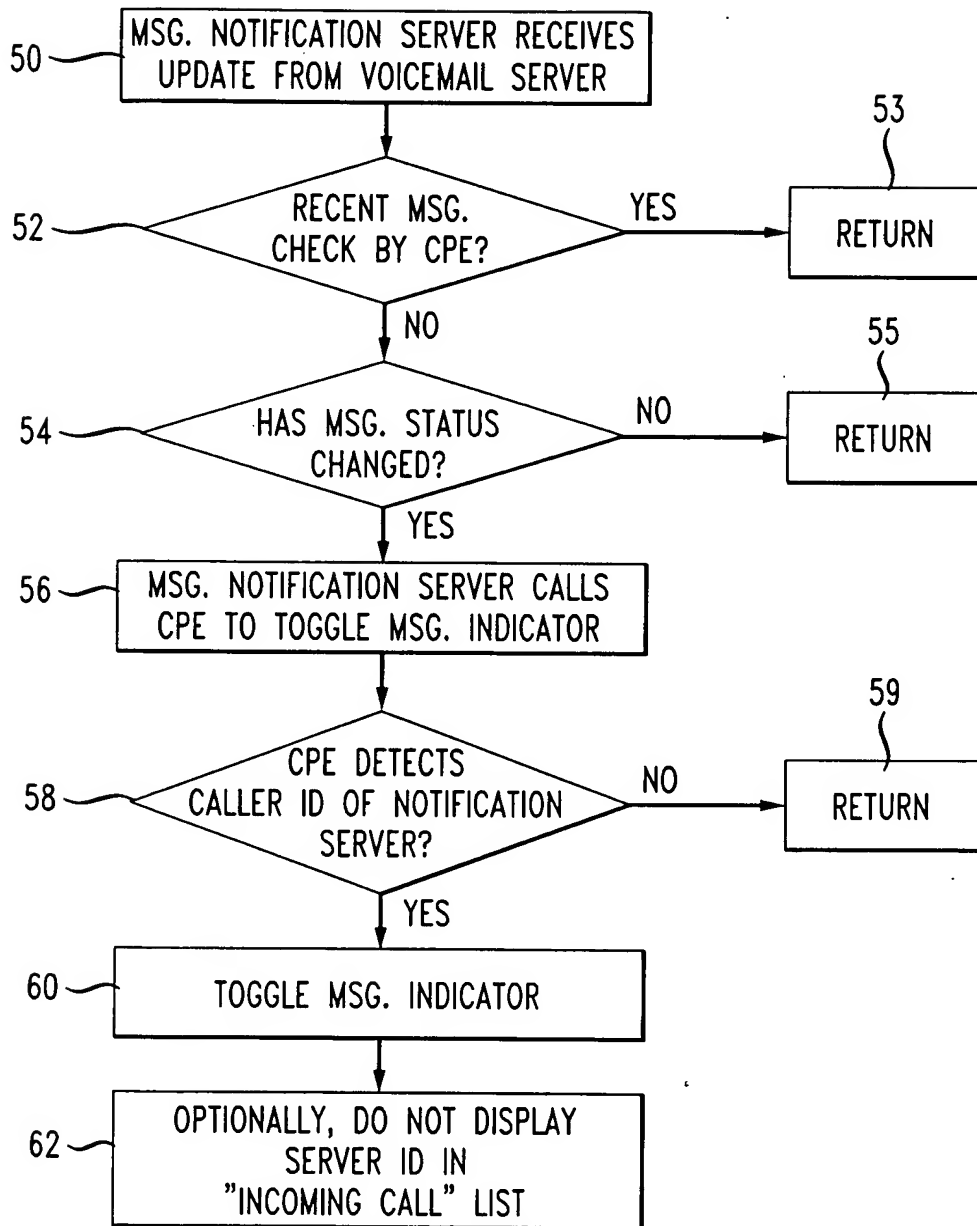 50
MSG. NOTIFICATION SERVER RECEIVES
UPDATE FROM VOICEMAIL SERVER
52
RECENT MSG.
CHECK BY CPE?
YES
53
RETURN
NO
54
HAS MSG. STATUS
CHANGED?
NO
55
RETURN
YES
56
MSG. NOTIFICATION SERVER CALLS
CPE TO TOGGLE MSG. INDICATOR
58
CPE DETECTS
CALLER ID OF NOTIFICATION
SERVER?
NO
59
RETURN
YES
60
TOGGLE MSG. INDICATOR
62
OPTIONALLY, DO NOT DISPLAY
SERVER ID IN
"INCOMING CALL" LIST